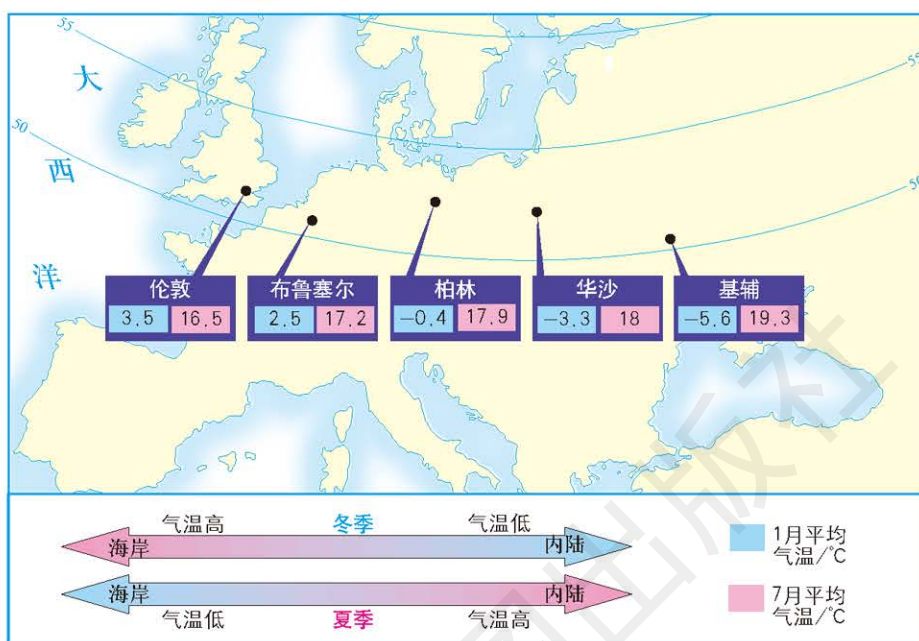 55
55
大
西
洋
50
50
伦敦
3.5 16.5
布鲁塞尔
2.5 17.2
柏林
-0.4 17.9
华沙
-3.3 18
基辅
-5.6 19.3
气温高 冬季 气温低
海岸 内陆
海岸 内陆
气温低 夏季 气温高
1月平均
气温/℃
7月平均
气温/℃
出版社